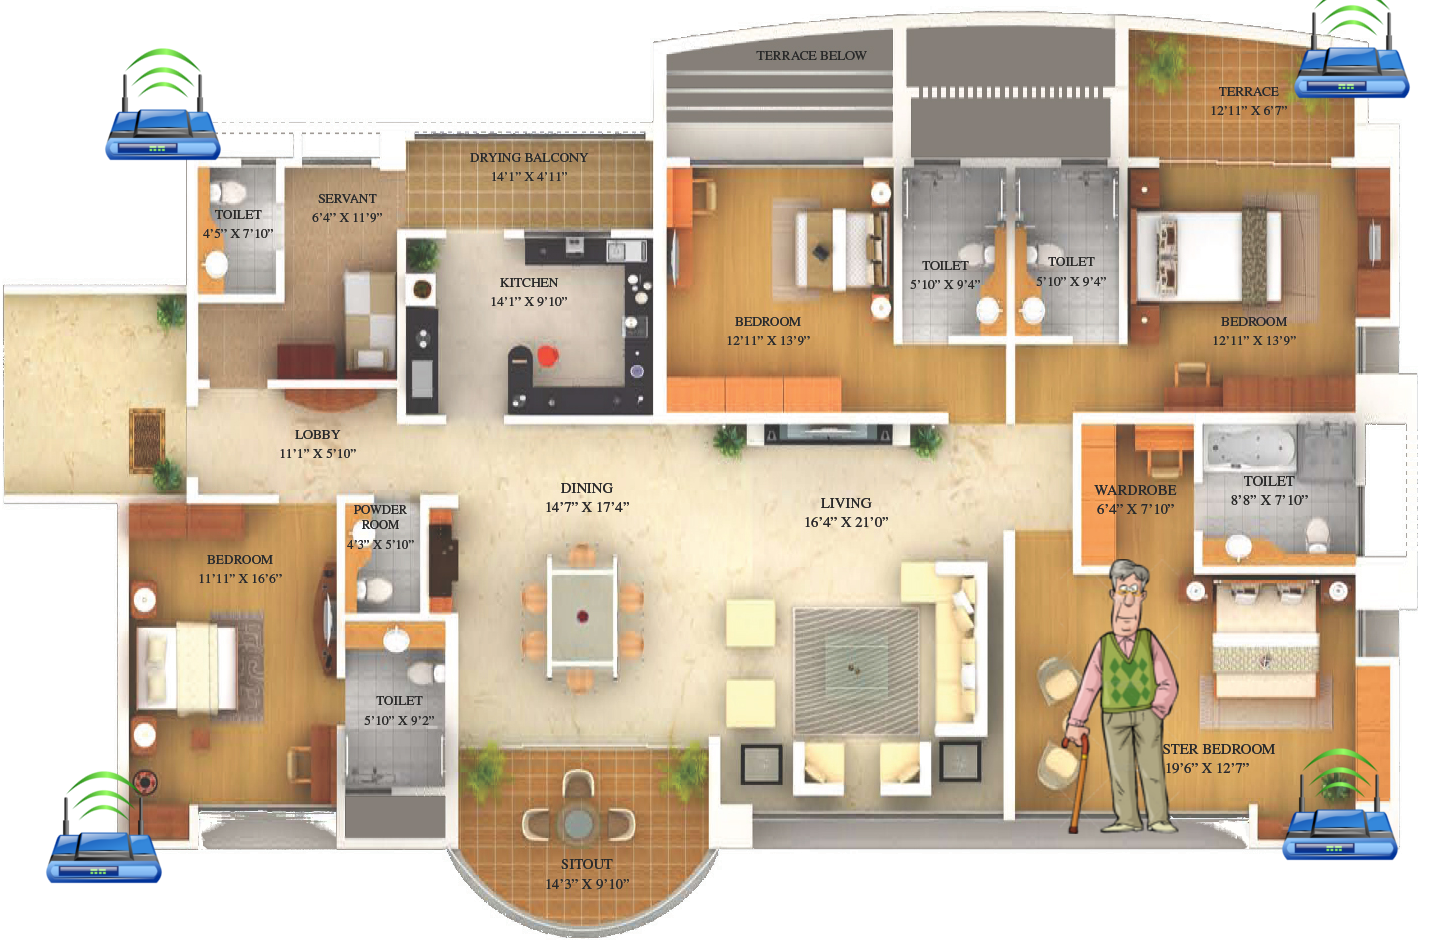 TERRACE BELOW
TERRACE
12'11" X 6'7"
DRYING BALCONY
14'1" X 4'11"
SERVANT
6'4" X 11'9"
TOILET
4'5" X 7'10"
KITCHEN
14'1" X 9'10"
BEDROOM
12'11" X 13'9"
TOILET
5'10" X 9'4"
TOILET
5'10" X 9'4"
BEDROOM
12'11" X 13'9"
LOBBY
11'1" X 5'10"
DINING
14'7" X 17'4"
LIVING
16'4" X 21'0"
WARDROBE
6'4" X 7'10"
TOILET
8'8" X 7'10"
POWDER
ROOM
4'3" X 5'10"
BEDROOM
11'11" X 16'6"
TOILET
5'10" X 9'2"
STER BEDROOM
19'6" X 12'7"
SITOUT
14'3" X 9'10"